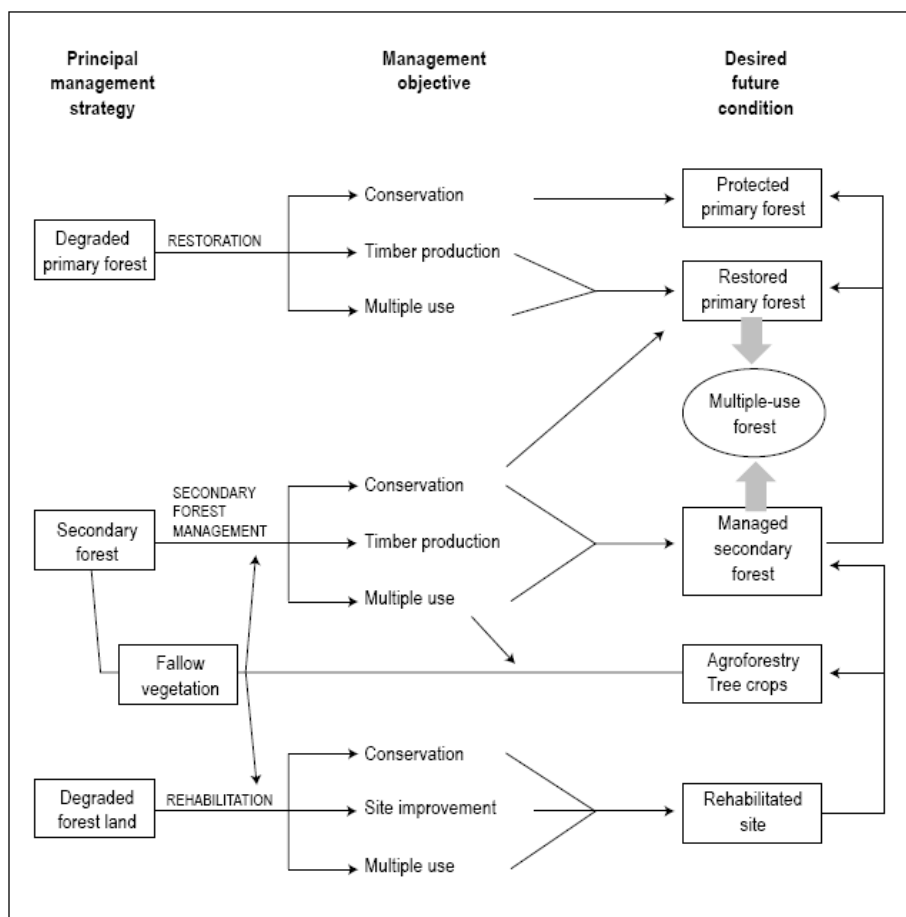 Principal
management
strategy
Management
objective
Desired
future
condition
Degraded
primary forest
RESTORATION
Conservation
Timber production
Multiple use
Protected
primary forest
Restored
primary forest
Multiple-use
forest
Secondary
forest
SECONDARY
FOREST
MANAGEMENT
Conservation
Timber production
Multiple use
Managed
secondary
forest
Fallow
vegetation
Agroforestry
Tree crops
Degraded
forest land
REHABILITATION
Conservation
Site improvement
Multiple use
Rehabilitated
site